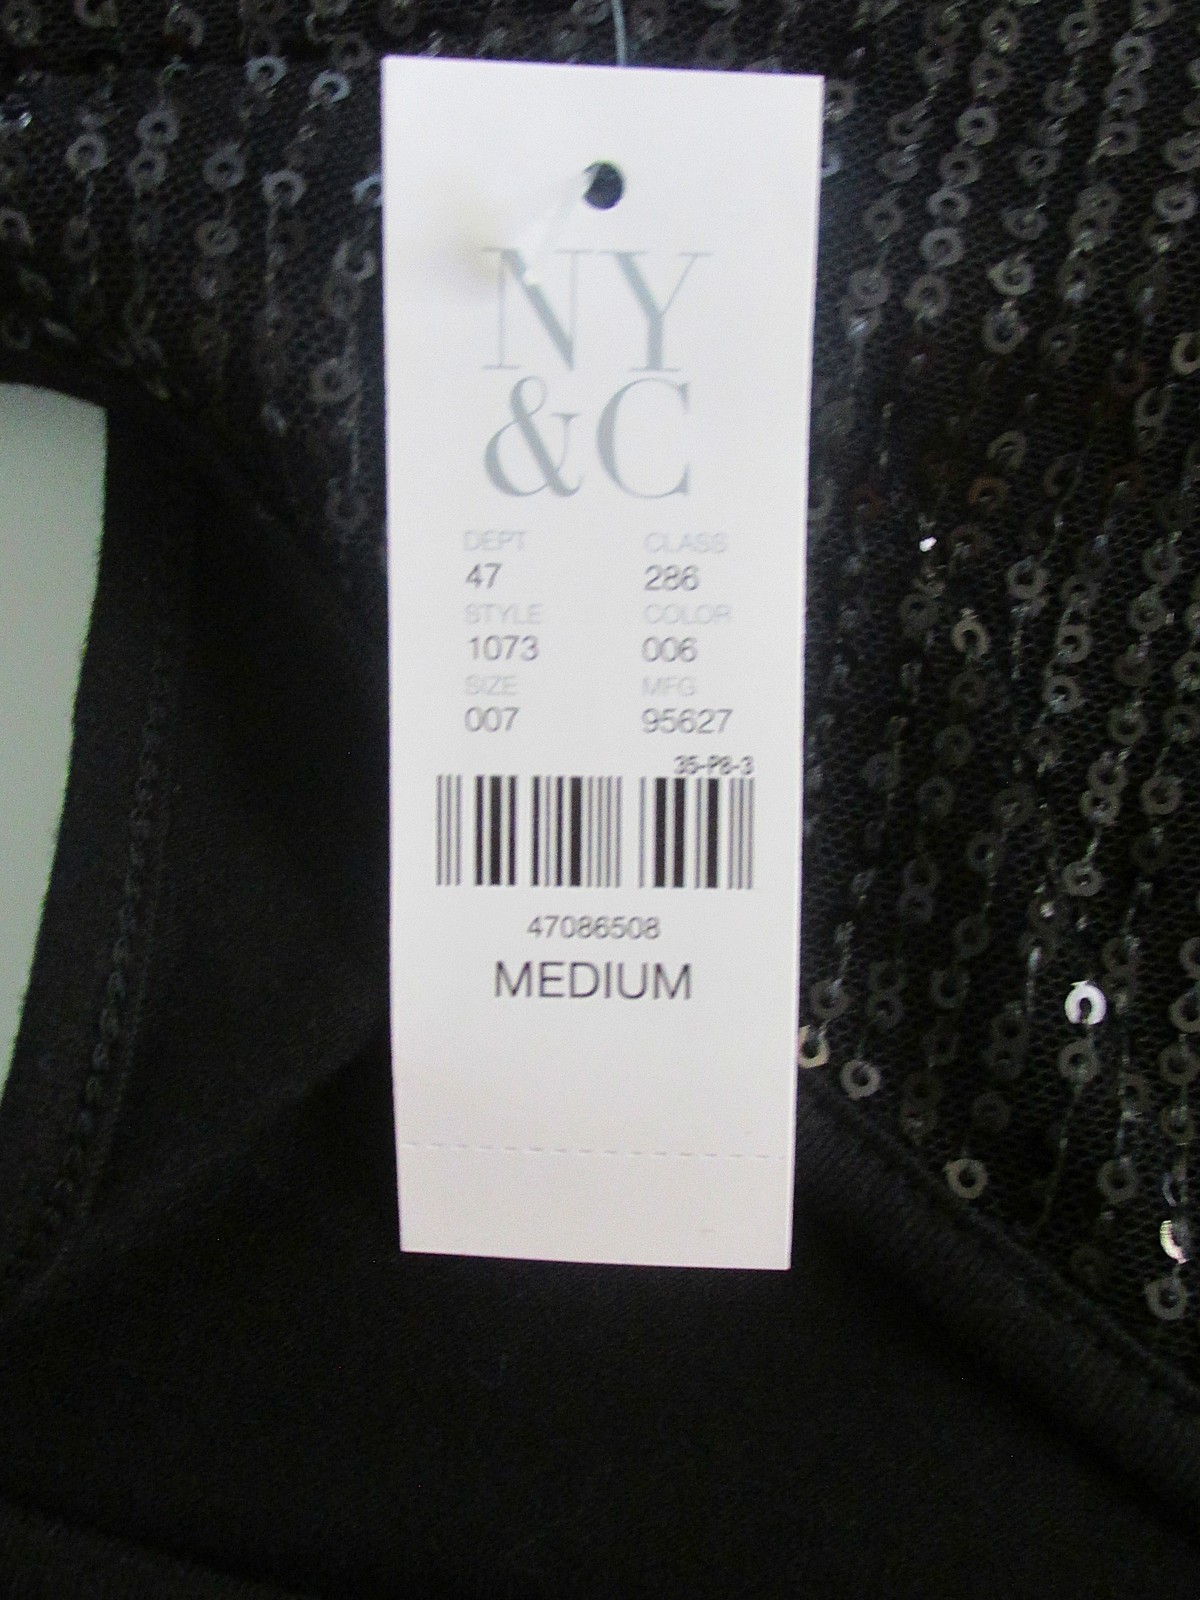 NY
&C
DEPT CLASS
47 286
STYLE COLOR
1073 006
SIZE MFG
007 95627
35-P8-3
47086508
MEDIUM